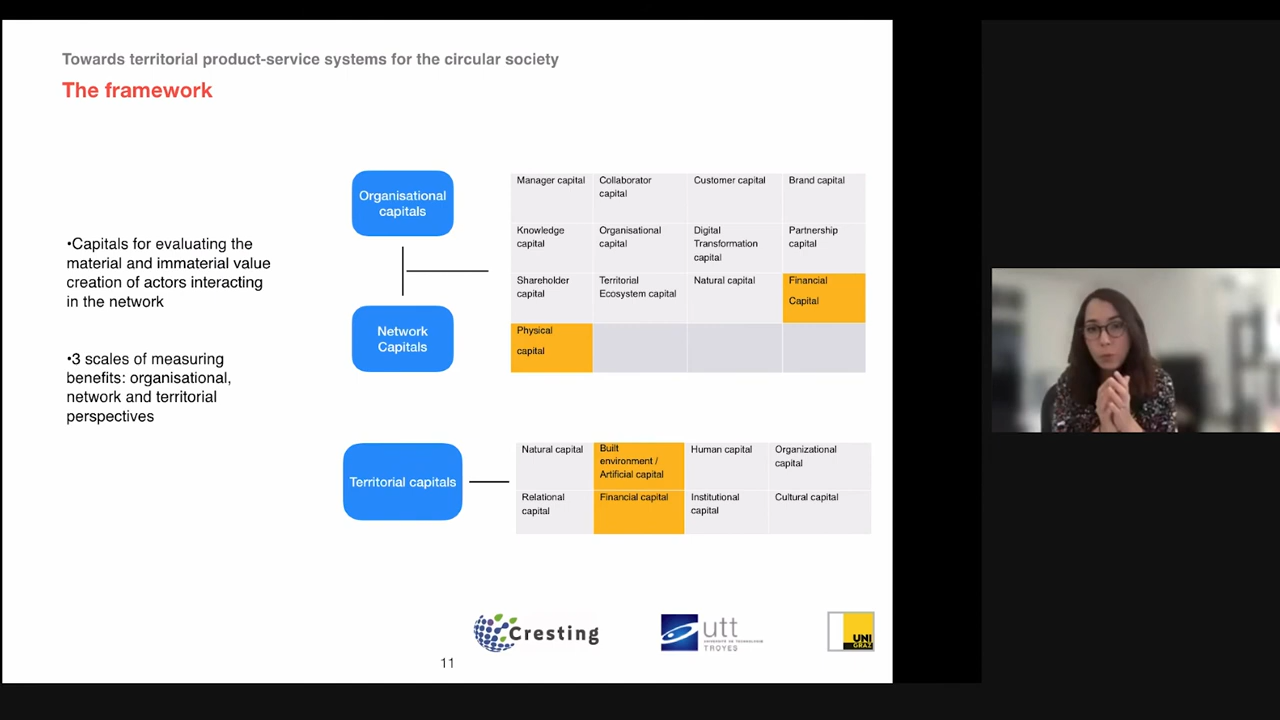 Towards territorial product-service systems for the circular society
The framework
•Capitals for evaluating the
material and immaterial value
creation of actors interacting
in the network
•3 scales of measuring
benefits: organisational,
network and territorial
perspectives
Organisational
capitals
Network
Capitals
Manager capital
Collaborator
capital
Customer capital
Brand capital
Knowledge
capital
Organisational
capital
Digital
Transformation
capital
Partnership
capital
Shareholder
capital
Territorial
Ecosystem capital
Natural capital
Financial
Capital
Physical
capital
Territorial capitals
Natural capital
Built
environment /
Artificial capital
Human capital
Organizational
capital
Relational
capital
Financial capital
Institutional
capital
Cultural capital
Cresting
utt
UNIVERSITÉ DE TECHNOLOGIE
TROYES
UNI
GRAZ
11